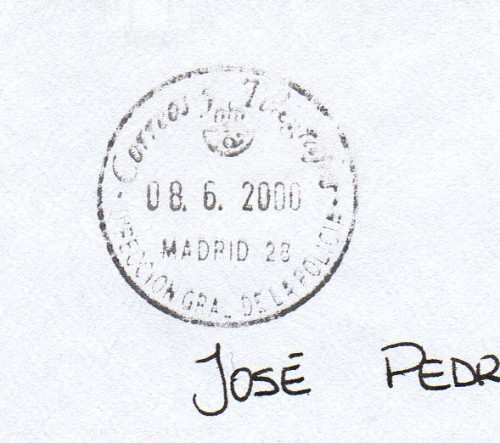 Correos y Telégrafos
08. 6. 2000
MADRID 28
DIRECCION GRAL. DE LA POLICIA
JOSÉ PEDR